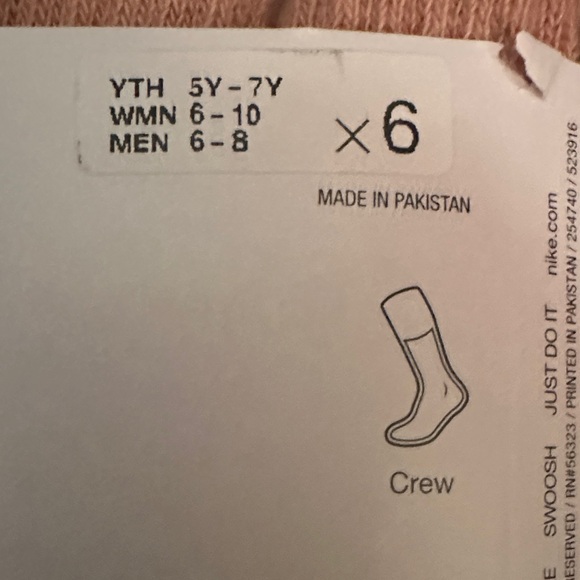 YTH 5Y-7Y
WMN 6-10
MEN 6-8
×6
MADE IN PAKISTAN
Crew
SWOOSH JUST DO IT nike.com
/ RN#56323 / PRINTED IN PAKISTAN / 254740 / 523916